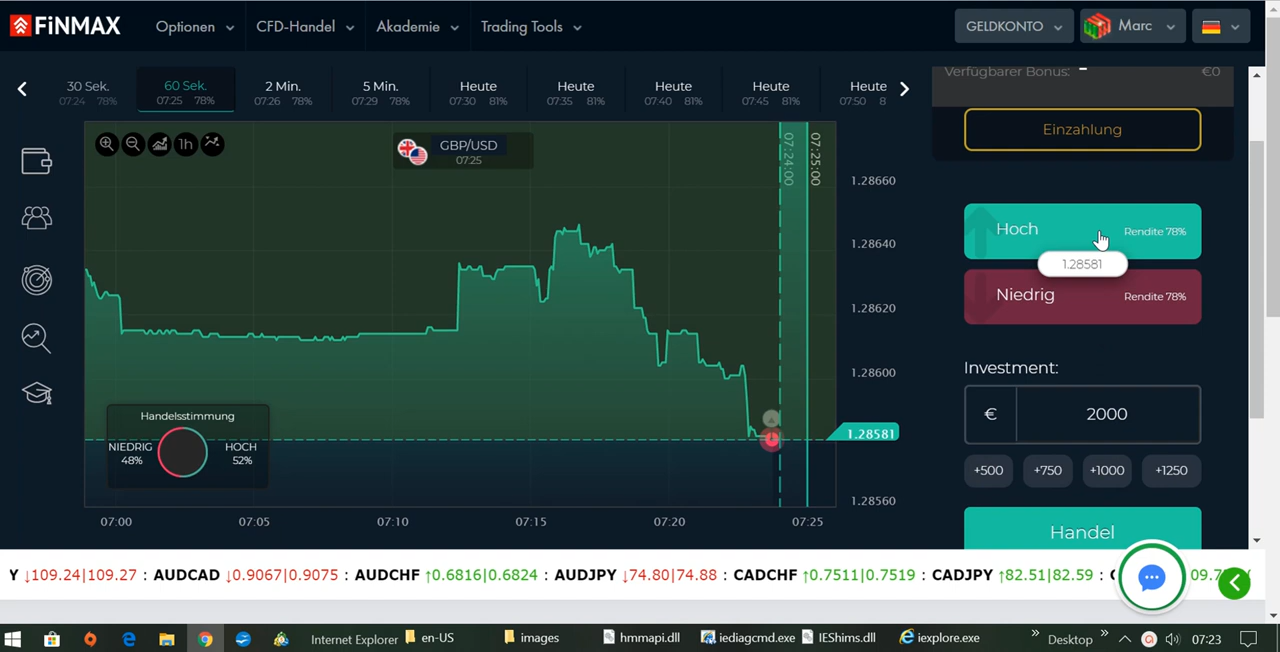 FiNMAX
Optionen
CFD-Handel
Akademie
Trading Tools
GELDKONTO
Marc
30 Sek.
07:24 78%
60 Sek.
07:25 78%
2 Min.
07:26 78%
5 Min.
07:29 78%
Heute
07:30 81%
Heute
07:35 81%
Heute
07:40 81%
Heute
07:45 81%
Heute
07:50 8
Verfügbarer Bonus:
€0
Einzahlung
1h
GBP/USD
07:25
07:24:00
07:25:00
1.28660
1.28640
1.28620
1.28600
1.28581
1.28560
Hoch
Rendite 78%
1.28581
Niedrig
Rendite 78%
Investment:
€ 2000
+500
+750
+1000
+1250
Handel
Handelsstimmung
NIEDRIG
48%
HOCH
52%
07:00
07:05
07:10
07:15
07:20
07:25
Y ↓109.24|109.27 : AUDCAD ↓0.9067|0.9075 : AUDCHF ↑0.6816|0.6824 : AUDJPY ↓74.80|74.88 : CADCHF ↑0.7511|0.7519 : CADJPY ↑82.51|82.59 :
Internet Explorer
en-US
images
hmmapi.dll
iediagcmd.exe
IEShims.dll
iexplore.exe
Desktop
07:23